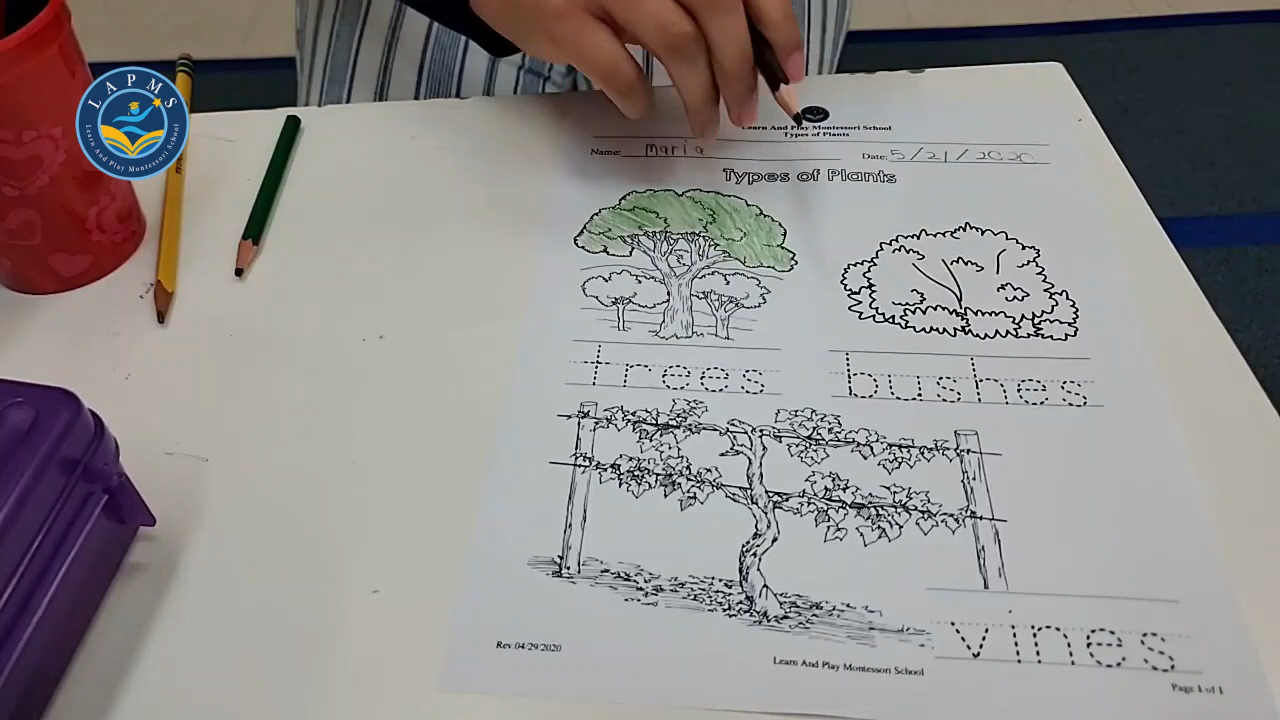 LAPMS
Learn And Play Montessori School
Learn And Play Montessori School
Types of Plants
Name: maria
Date: 5/21/2020
Types of Plants
trees
bushes
vines
Rev.04/29/2020
Learn And Play Montessori School
Page 1 of 1